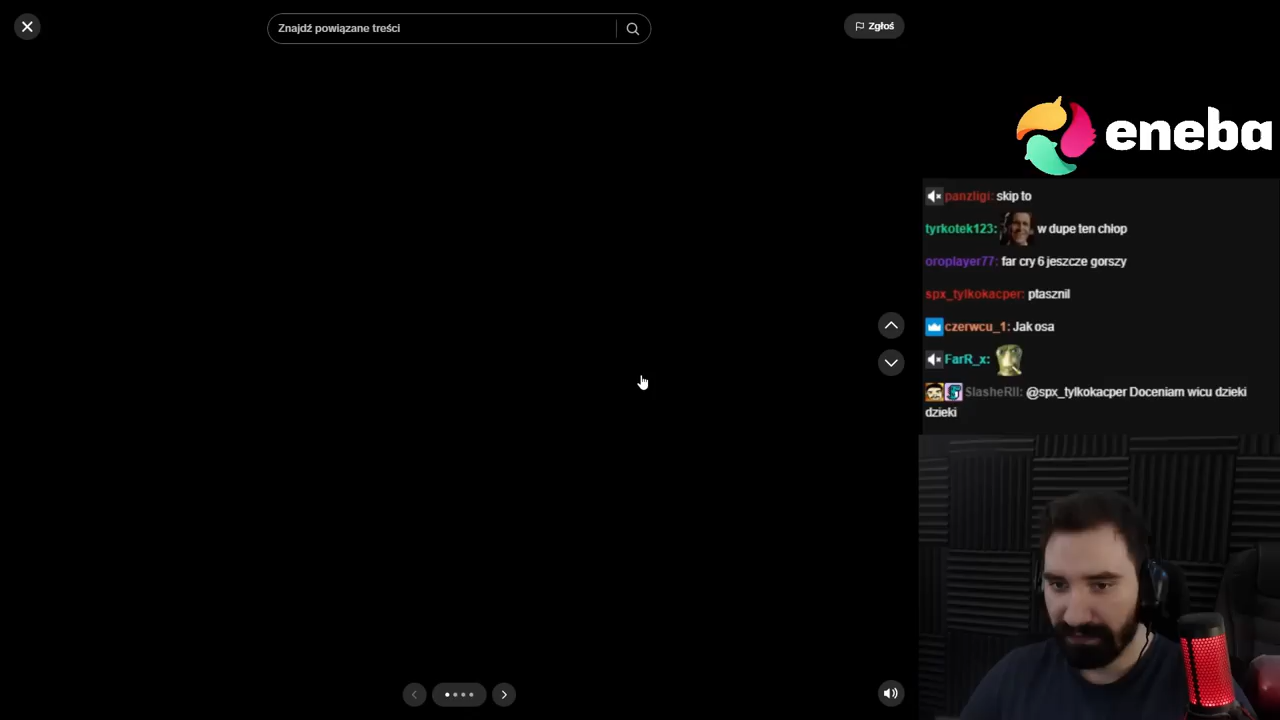 Znajdź powiązane treści
Zgłoś
eneba
panzligi: skip to
tyrkotek123: w dupe ten chłop
oroplayer77: far cry 6 jeszcze gorszy
spx_tylkokacper: ptasznil
czerwcu_1: Jak osa
FarR_x:
SlasheRII: @spx_tylkokacper Doceniam wicu dzieki
dzieki